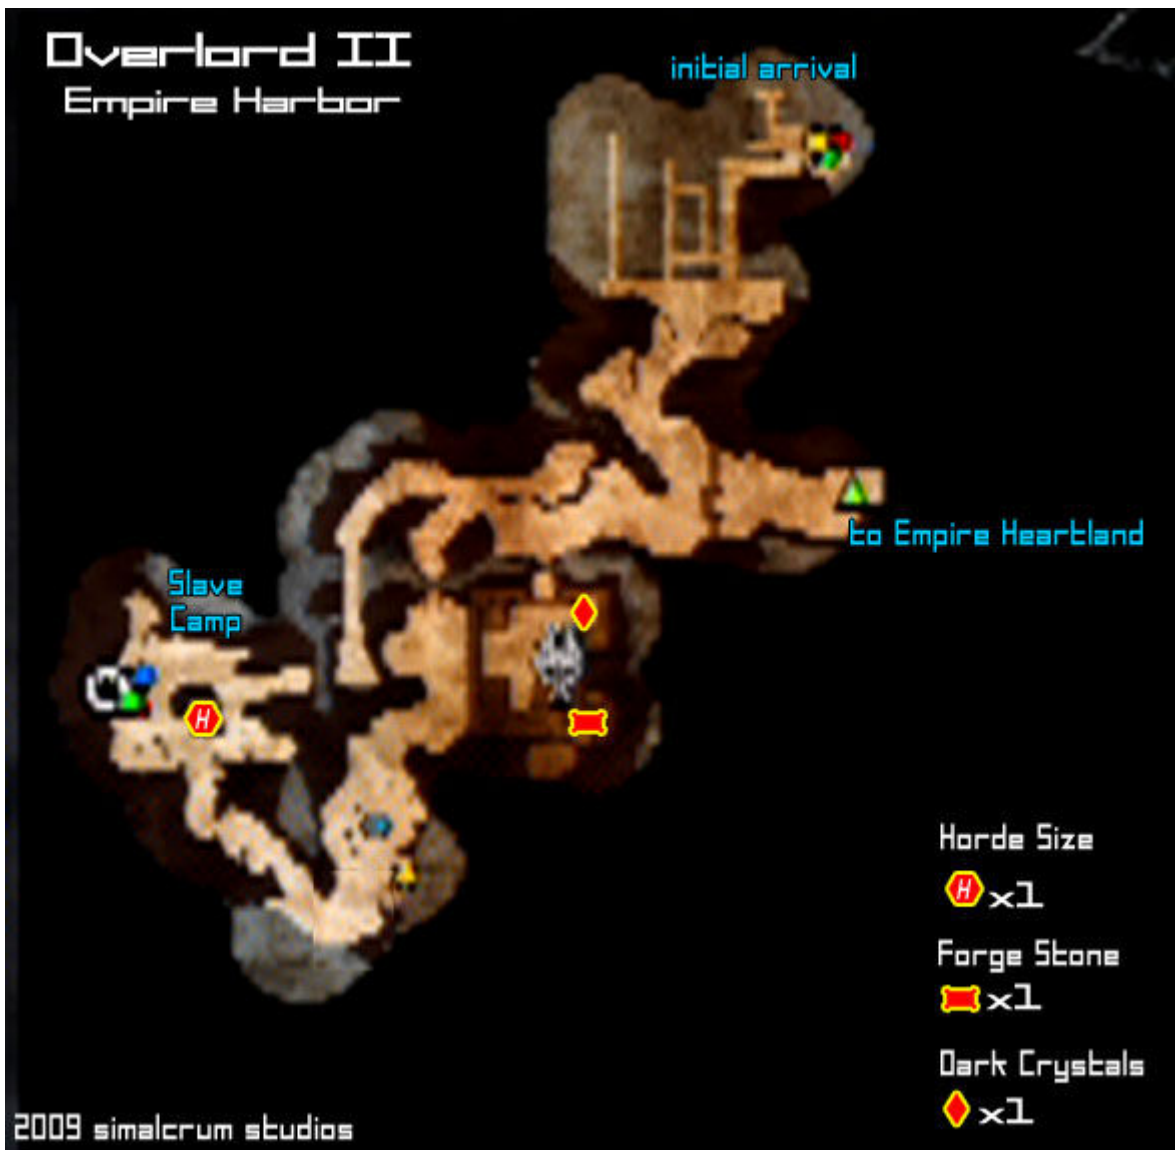 Overlord II
Empire Harbor
initial arrival
to Empire Heartland
Slave
Camp
H
Horde Size
H x1
Forge Stone
x1
Dark Crystals
x1
2009 simalcrum studios